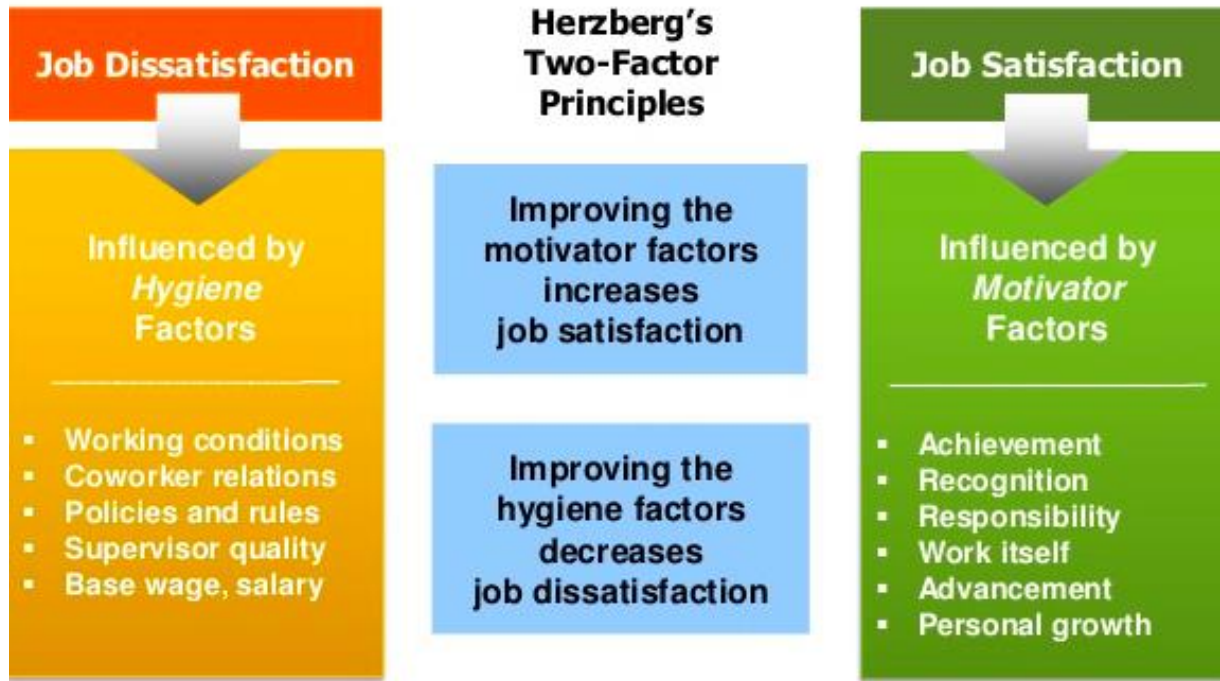 Job Dissatisfaction
Influenced by
Hygiene
Factors
▪ Working conditions
▪ Coworker relations
▪ Policies and rules
▪ Supervisor quality
▪ Base wage, salary
Herzberg's
Two-Factor
Principles
Improving the
motivator factors
increases
job satisfaction
Improving the
hygiene factors
decreases
job dissatisfaction
Job Satisfaction
Influenced by
Motivator
Factors
▪ Achievement
▪ Recognition
▪ Responsibility
▪ Work itself
▪ Advancement
▪ Personal growth